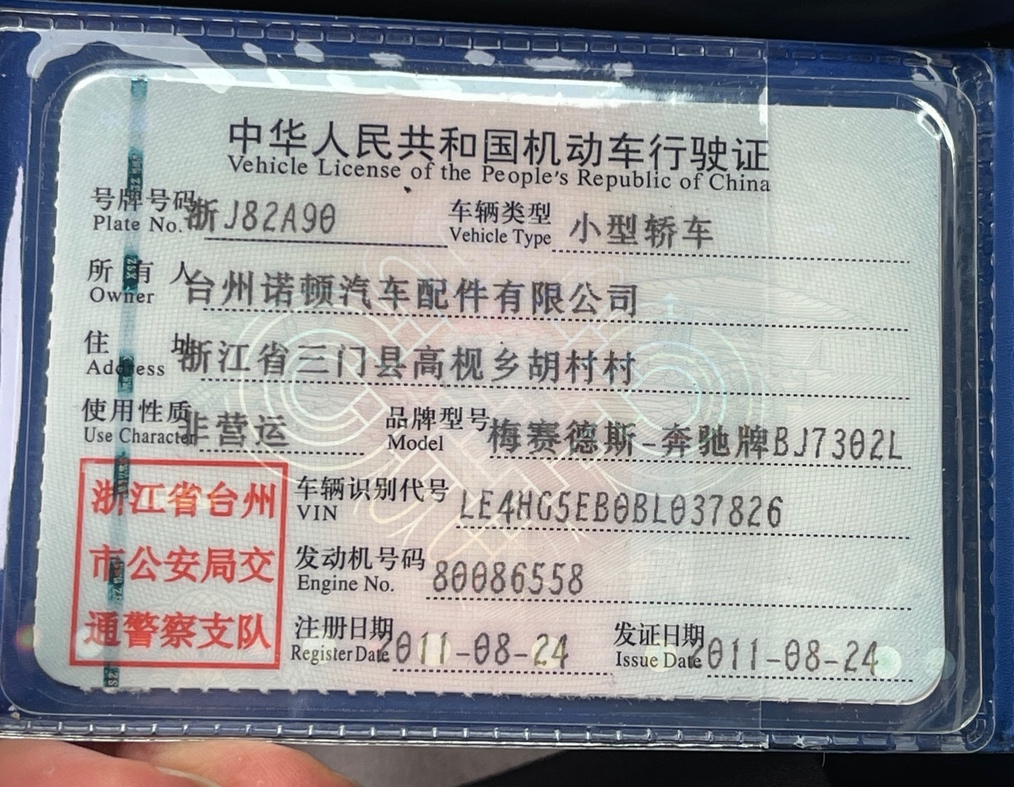 中华人民共和国机动车行驶证
Vehicle License of the People's Republic of China
号牌号码 浙J82A90 车辆类型 小型轿车
Plate No. Vehicle Type
所有人 台州诺顿汽车配件有限公司
Owner
住址 浙江省三门县高枧乡胡村村
Address
使用性质 非营运 品牌型号 梅赛德斯-奔驰牌BJ7302L
Use Character Model
浙江省台州
市公安局交
通警察支队
车辆识别代号 LE4HG5EB0BL037826
VIN
发动机号码 80086558
Engine No.
注册日期 2011-08-24 发证日期 2011-08-24
Register Date Issue Date